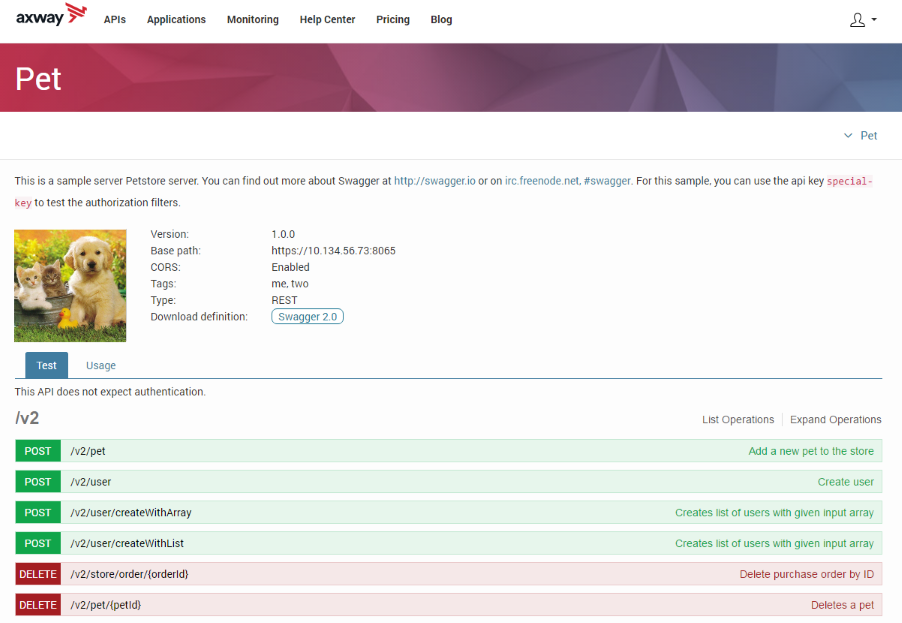 axway APIs Applications Monitoring Help Center Pricing Blog
Pet
Pet
This is a sample server Petstore server. You can find out more about Swagger at http://swagger.io or on irc.freenode.net, #swagger. For this sample, you can use the api key special-
key to test the authorization filters.
Version: 1.0.0
Base path: https://10.134.56.73:8065
CORS: Enabled
Tags: me, two
Type: REST
Download definition: Swagger 2.0
Test Usage
This API does not expect authentication.
/v2 List Operations Expand Operations
POST /v2/pet Add a new pet to the store
POST /v2/user Create user
POST /v2/user/createWithArray Creates list of users with given input array
POST /v2/user/createWithList Creates list of users with given input array
DELETE /v2/store/order/{orderId} Delete purchase order by ID
DELETE /v2/pet/{petId} Deletes a pet